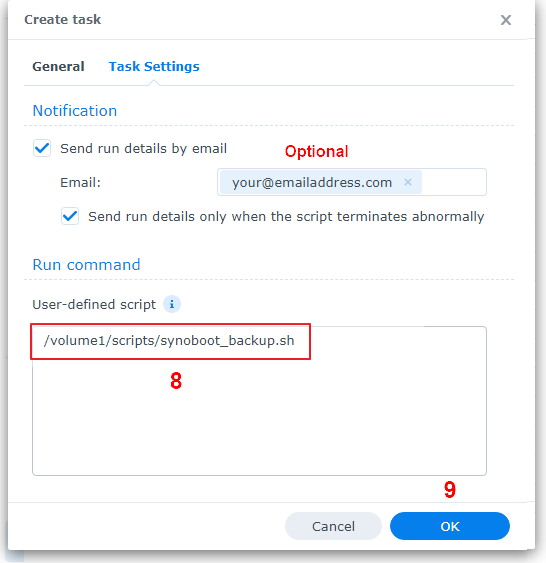 Create task
General Task Settings
Notification
Send run details by email
Optional
Email: your@emailaddress.com
Send run details only when the script terminates abnormally
Run command
User-defined script
/volume1/scripts/synoboot_backup.sh
8
9
Cancel OK